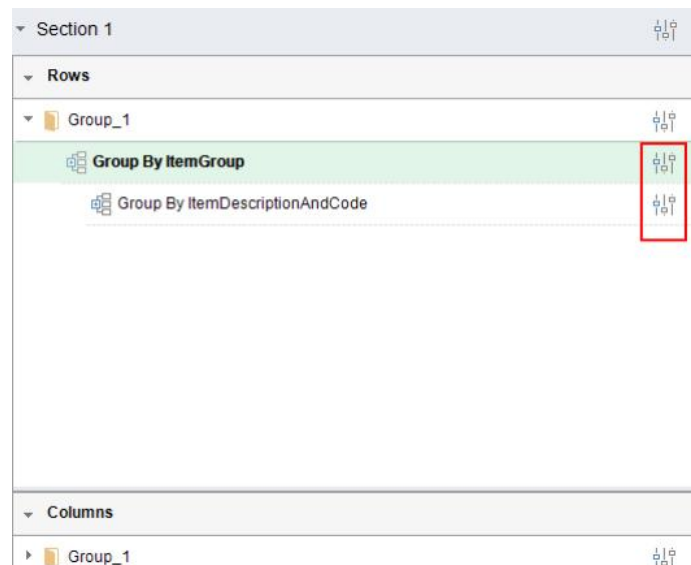 Section 1
Rows
Group_1
Group By ItemGroup
Group By ItemDescriptionAndCode
Columns
Group_1